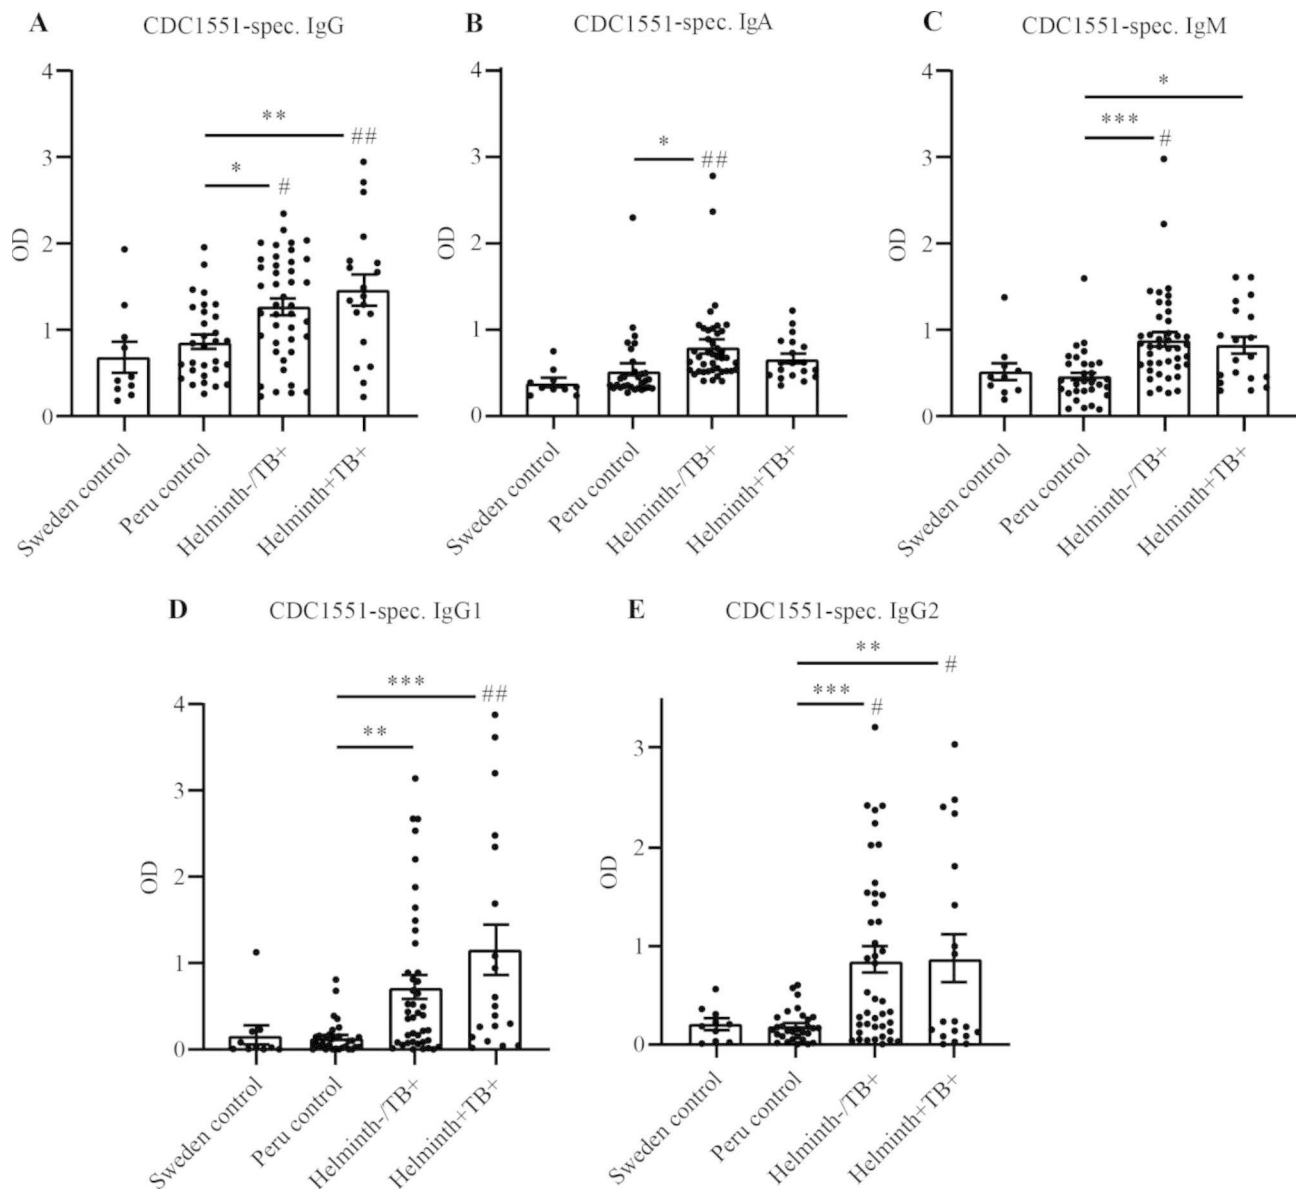 A CDC1551-spec. IgG
4
3
2
1
0
OD
** ##
* #
Sweden control
Peru control
Helminth-/TB+
Helminth+TB+
B CDC1551-spec. IgA
4
3
2
1
0
OD
* ##
Sweden control
Peru control
Helminth-/TB+
Helminth+TB+
C CDC1551-spec. IgM
4
3
2
1
0
OD
*
*** #
Sweden control
Peru control
Helminth-/TB+
Helminth+TB+
D CDC1551-spec. IgG1
4
3
2
1
0
OD
*** ##
**
Sweden control
Peru control
Helminth-/TB+
Helminth+TB+
E CDC1551-spec. IgG2
3
2
1
0
OD
** #
*** #
Sweden control
Peru control
Helminth-/TB+
Helminth+TB+